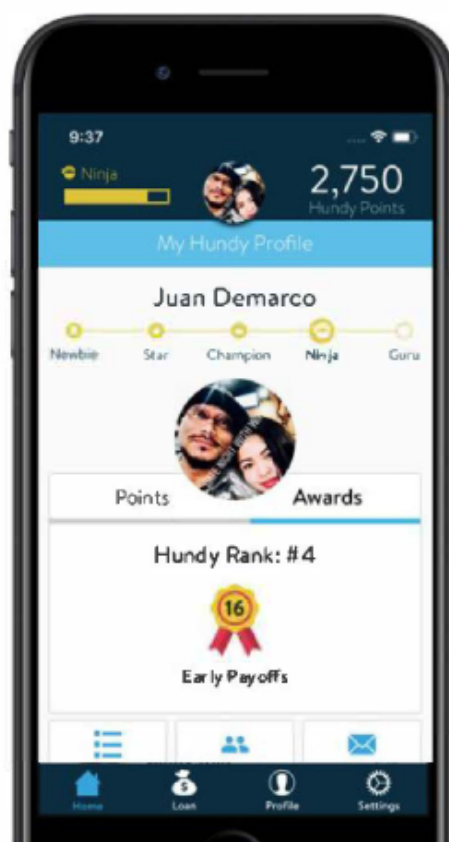 9:37
Ninja
2,750
Hundy Points
My Hundy Profile
Juan Demarco
Newbie Star Champion Ninja Guru
Points Awards
Hundy Rank: #4
16
Early Payoffs
Home Loan Profile Settings